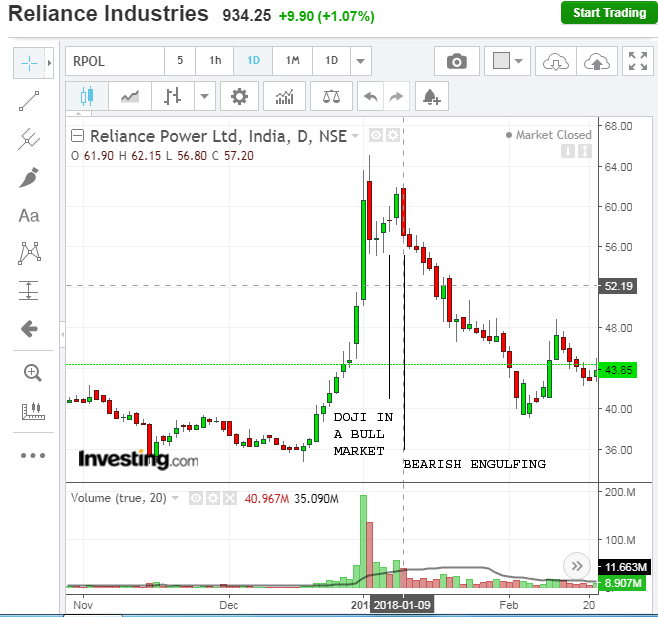 Reliance Industries 934.25 +9.90 (+1.07%) Start Trading
RPOL 5 1h 1D 1M 1D
Reliance Power Ltd, India, D, NSE
Market Closed
O 61.90 H 62.15 L 56.80 C 57.20
Aa
68.00
64.00
60.00
56.00
52.19
48.00
43.85
40.00
36.00
DOJI IN
A BULL
MARKET
BEARISH ENGULFING
Investing.com
Volume (true, 20) 40.967M 35.090M
200.M
100.M
11.663M
8.907M
Nov Dec 201 2018-01-09 Feb 20